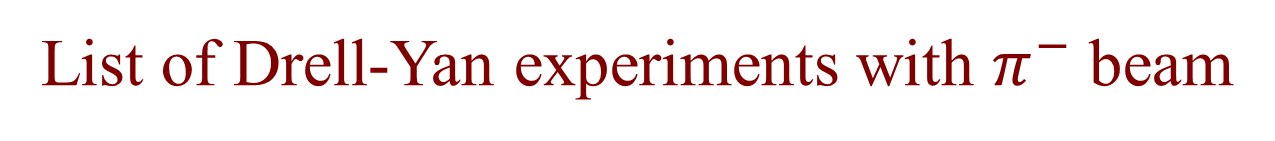 List of Drell-Yan experiments with π⁻ beam